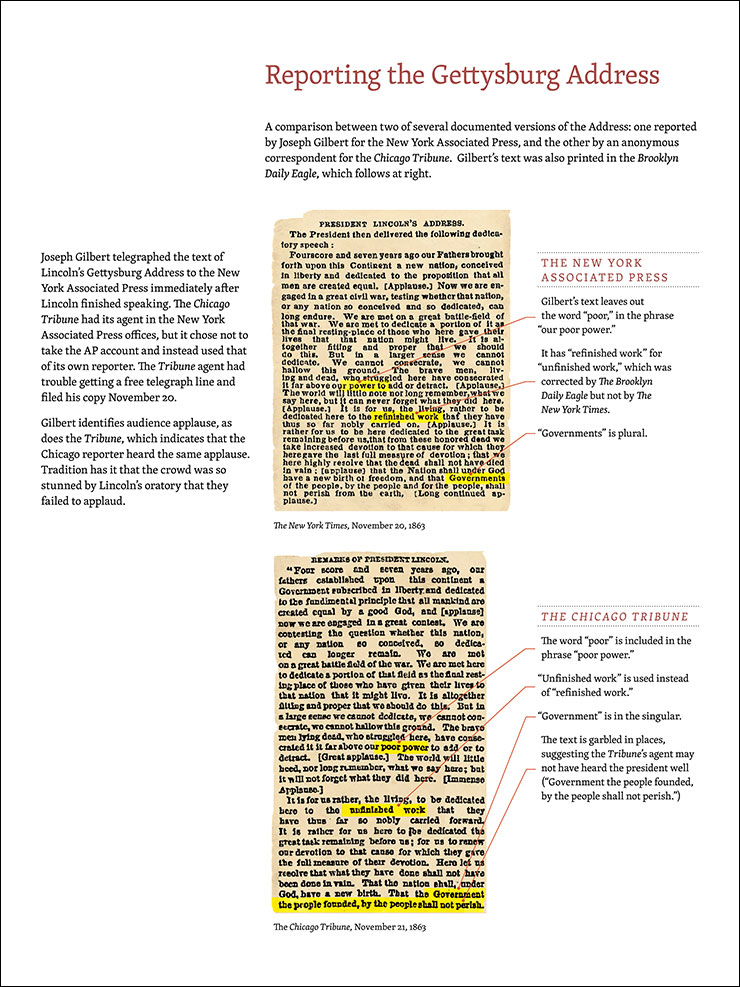 Reporting the Gettysburg Address
A comparison between two of several documented versions of the Address: one reported
by Joseph Gilbert for the New York Associated Press, and the other by an anonymous
correspondent for the Chicago Tribune. Gilbert's text was also printed in the Brooklyn
Daily Eagle, which follows at right.
Joseph Gilbert telegraphed the text of
Lincoln's Gettysburg Address to the New
York Associated Press immediately after
Lincoln finished speaking. The Chicago
Tribune had its agent in the New York
Associated Press offices, but it chose not to
take the AP account and instead used that
of its own reporter. The Tribune agent had
trouble getting a free telegraph line and
filed his copy November 20.
Gilbert identifies audience applause, as
does the Tribune, which indicates that the
Chicago reporter heard the same applause.
Tradition has it that the crowd was so
stunned by Lincoln's oratory that they
failed to applaud.
PRESIDENT LINCOLN'S ADDRESS.
The President then delivered the following dedica-
tory speech:
Fourscore and seven years ago our Fathers brought
forth upon this Continent a new nation, conceived
in liberty and dedicated to the proposition that all
men are created equal. [Applause.] Now we are en-
gaged in a great civil war, testing whether that nation,
or any nation so conceived and so dedicated, can
long endure. We are met on a great battle-field of
that war. We are met to dedicate a portion of it as
the final resting-place of those who here gave their
lives that that nation might live. It is al-
together fitting and proper that we should
do this. But in a larger sense we cannot
dedicate. We cannot consecrate, we cannot
hallow this ground. The brave men, liv-
ing and dead, who struggled here have consecrated
it far above our power to add or detract. [Applause.]
The world will little note nor long remember, what we
say here, but it can never forget what they did here.
[Applause.] It is for us, the living, rather to be
dedicated here to the refinished work that they have
thus so far nobly carried on. [Applause.] It is
rather for us to be here dedicated to the great task
remaining before us, that from these honored dead we
take increased devotion to that cause for which they
here gave the last full measure of devotion; that we
here highly resolve that the dead shall not have died
in vain; [applause] that the Nation shall under God
have a new birth of freedom, and that Governments
of the people, by the people and for the people, shall
not perish from the earth, [Long continued ap-
plause.]
The New York Times, November 20, 1863
THE NEW YORK
ASSOCIATED PRESS
Gilbert's text leaves out
the word "poor," in the phrase
"our poor power."
It has "refinished work" for
"unfinished work," which was
corrected by The Brooklyn
Daily Eagle but not by The
New York Times.
"Governments" is plural.
REMARKS OF PRESIDENT LINCOLN.
"Four score and seven years ago, our
fathers established upon this continent a
Government subscribed in liberty and dedicated
to the fundimental principle that all mankind are
created equal by a good God, and [applause]
now we are engaged in a great contest. We are
contesting the question whether this nation,
or any nation so conceived, so dedica-
ted can longer remain. We are met
on a great battle field of the war. We are met here
to dedicate a portion of that field as the final rest-
ing place of those who have given their lives to
that nation that it might live. It is altogether
fitting and proper that we should do this. But in
a large sense we cannot dedicate, we cannot con-
secrate, we cannot hallow this ground. The brave
men lying dead, who struggled here, have conse-
crated it it far above our poor power to add or to
detract. [Great applause.] The world will little
heed, nor long remember, what we say here; but
it will not forget what they did here. [Immense
Applause.]
It is for us rather, the living, to be dedicated
here to the unfinished work that they
have thus far so nobly carried forward.
It is rather for us here to be dedicated the
great task remaining before us; for us to renew
our devotion to that cause for which they gave
the full measure of their devotion. Here let us
resolve that what they have done shall not have
been done in vain. That the nation shall, under
God, have a new birth. That the Government
the people founded, by the people shall not perish.
The Chicago Tribune, November 21, 1863
THE CHICAGO TRIBUNE
The word "poor" is included in the
phrase "poor power."
"Unfinished work" is used instead
of "refinished work."
"Government" is in the singular.
The text is garbled in places,
suggesting the Tribune's agent may
not have heard the president well
("Government the people founded,
by the people shall not perish.")